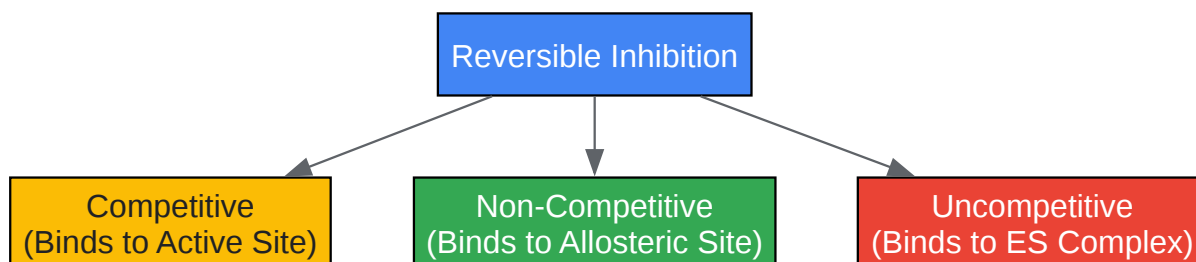 Reversible Inhibition
Competitive
(Binds to Active Site)
Non-Competitive
(Binds to Allosteric Site)
Uncompetitive
(Binds to ES Complex)